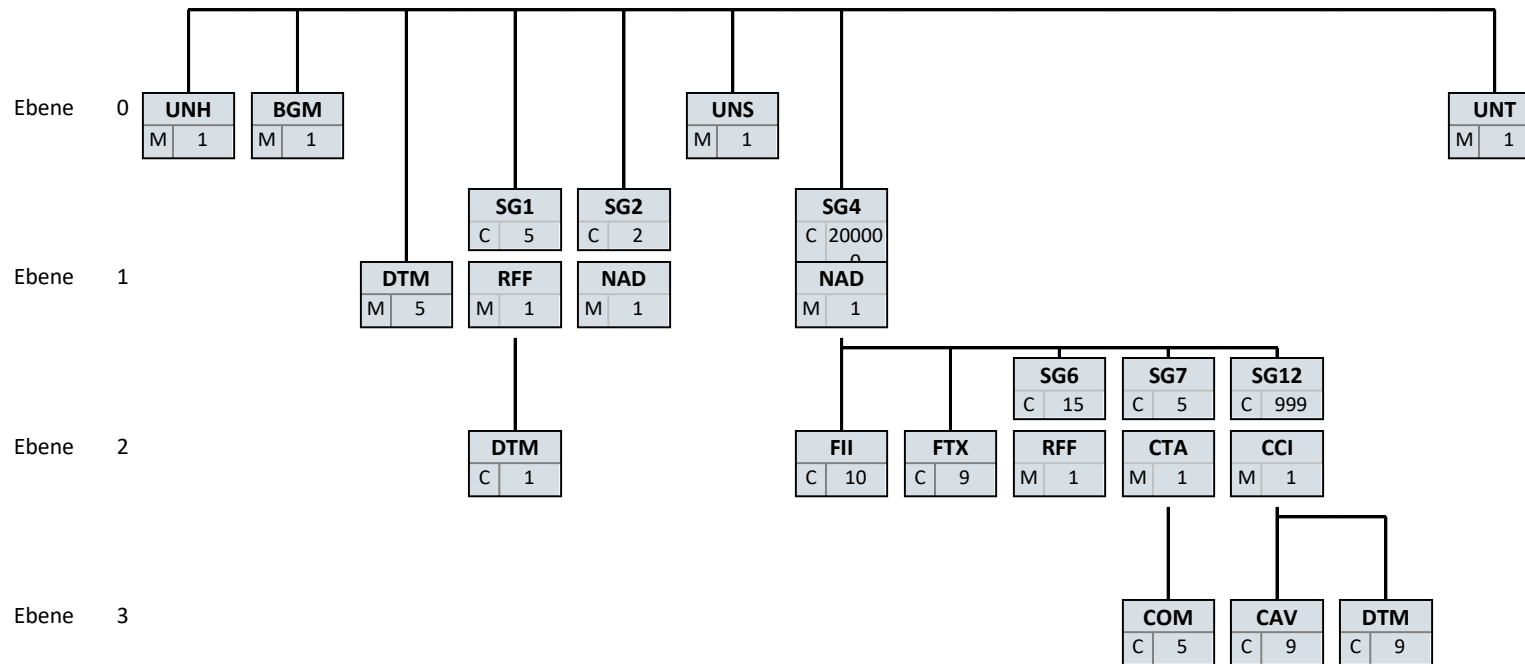 Ebene 0 UNH BGM UNS UNT
M 1 M 1 M 1 M 1
SG1 SG2 SG4
C 5 C 2 C 20000
0
Ebene 1 DTM RFF NAD NAD
M 5 M 1 M 1 M 1
SG6 SG7 SG12
C 15 C 5 C 999
Ebene 2 DTM FII FTX RFF CTA CCI
C 1 C 10 C 9 M 1 M 1 M 1
Ebene 3 COM CAV DTM
C 5 C 9 C 9